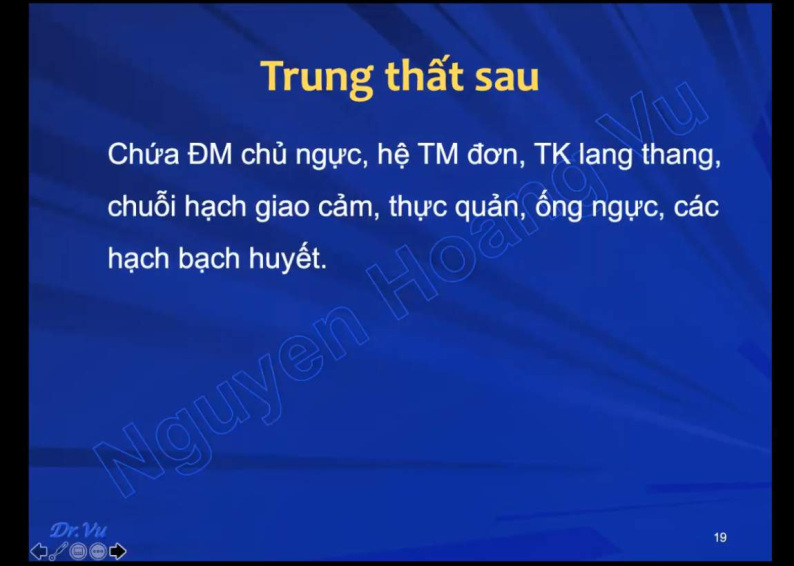 Trung thất sau
Chứa ĐM chủ ngực, hệ TM đơn, TK lang thang,
chuỗi hạch giao cảm, thực quản, ống ngực, các
hạch bạch huyết.
Nguyen Hoang Vu
Dr.Vu
19